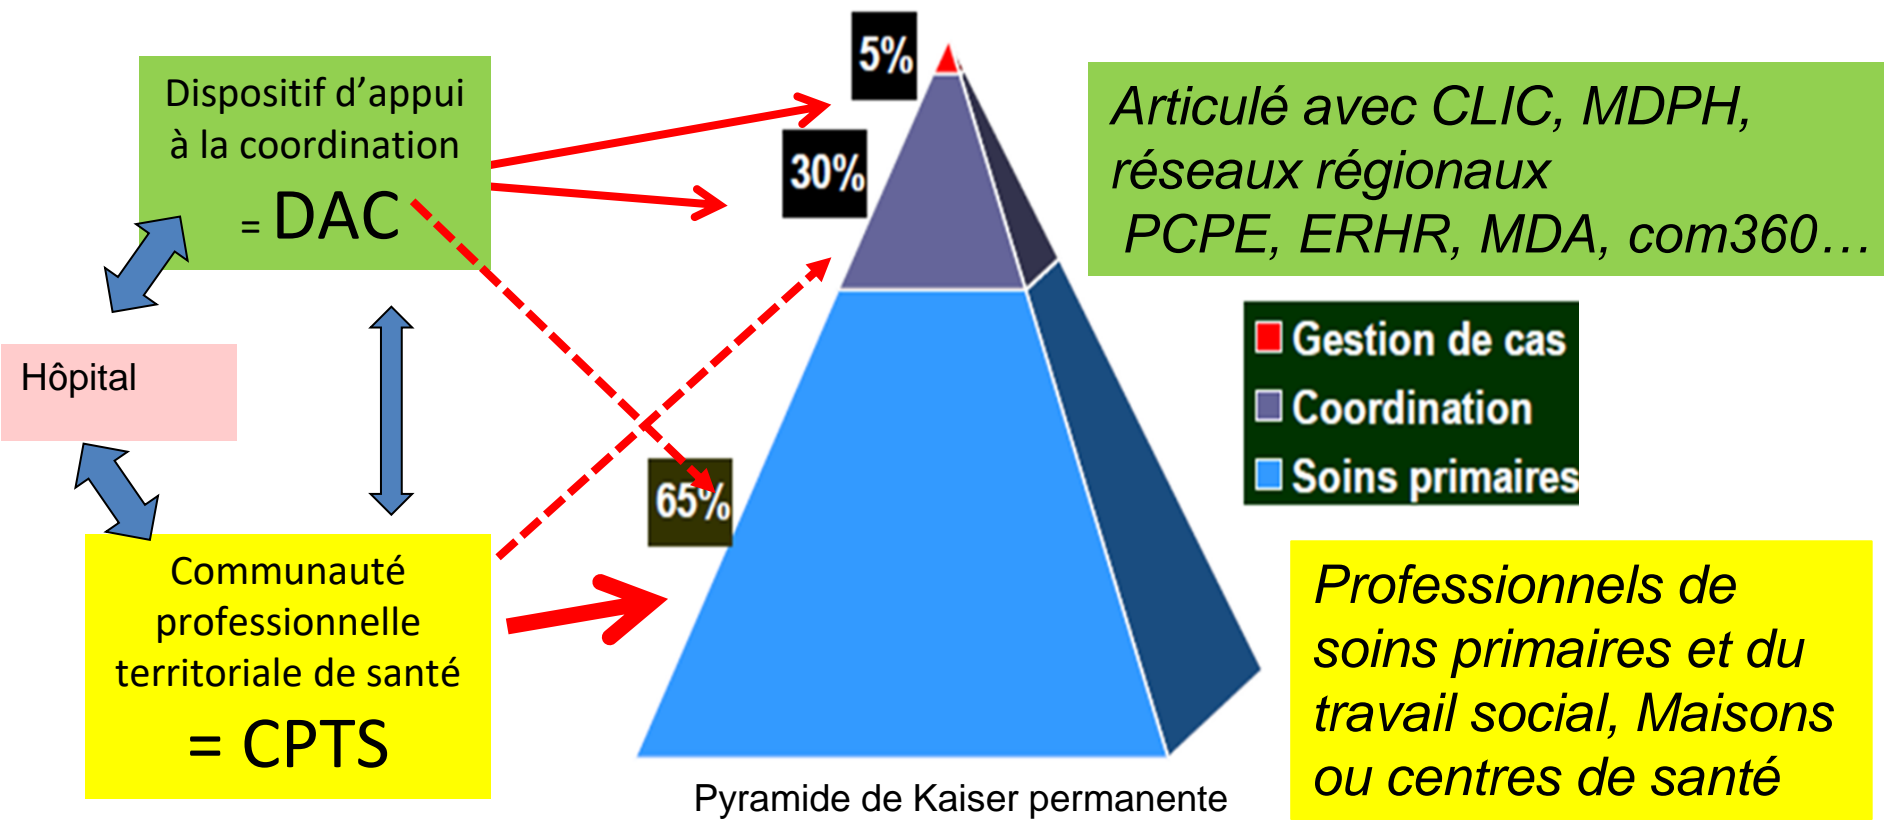 Dispositif d’appui
à la coordination
= DAC
Hôpital
Communauté
professionnelle
territoriale de santé
= CPTS
5%
30%
65%
Pyramide de Kaiser permanente
Articulé avec CLIC, MDPH,
réseaux régionaux
PCPE, ERHR, MDA, com360…
Gestion de cas
Coordination
Soins primaires
Professionnels de
soins primaires et du
travail social, Maisons
ou centres de santé